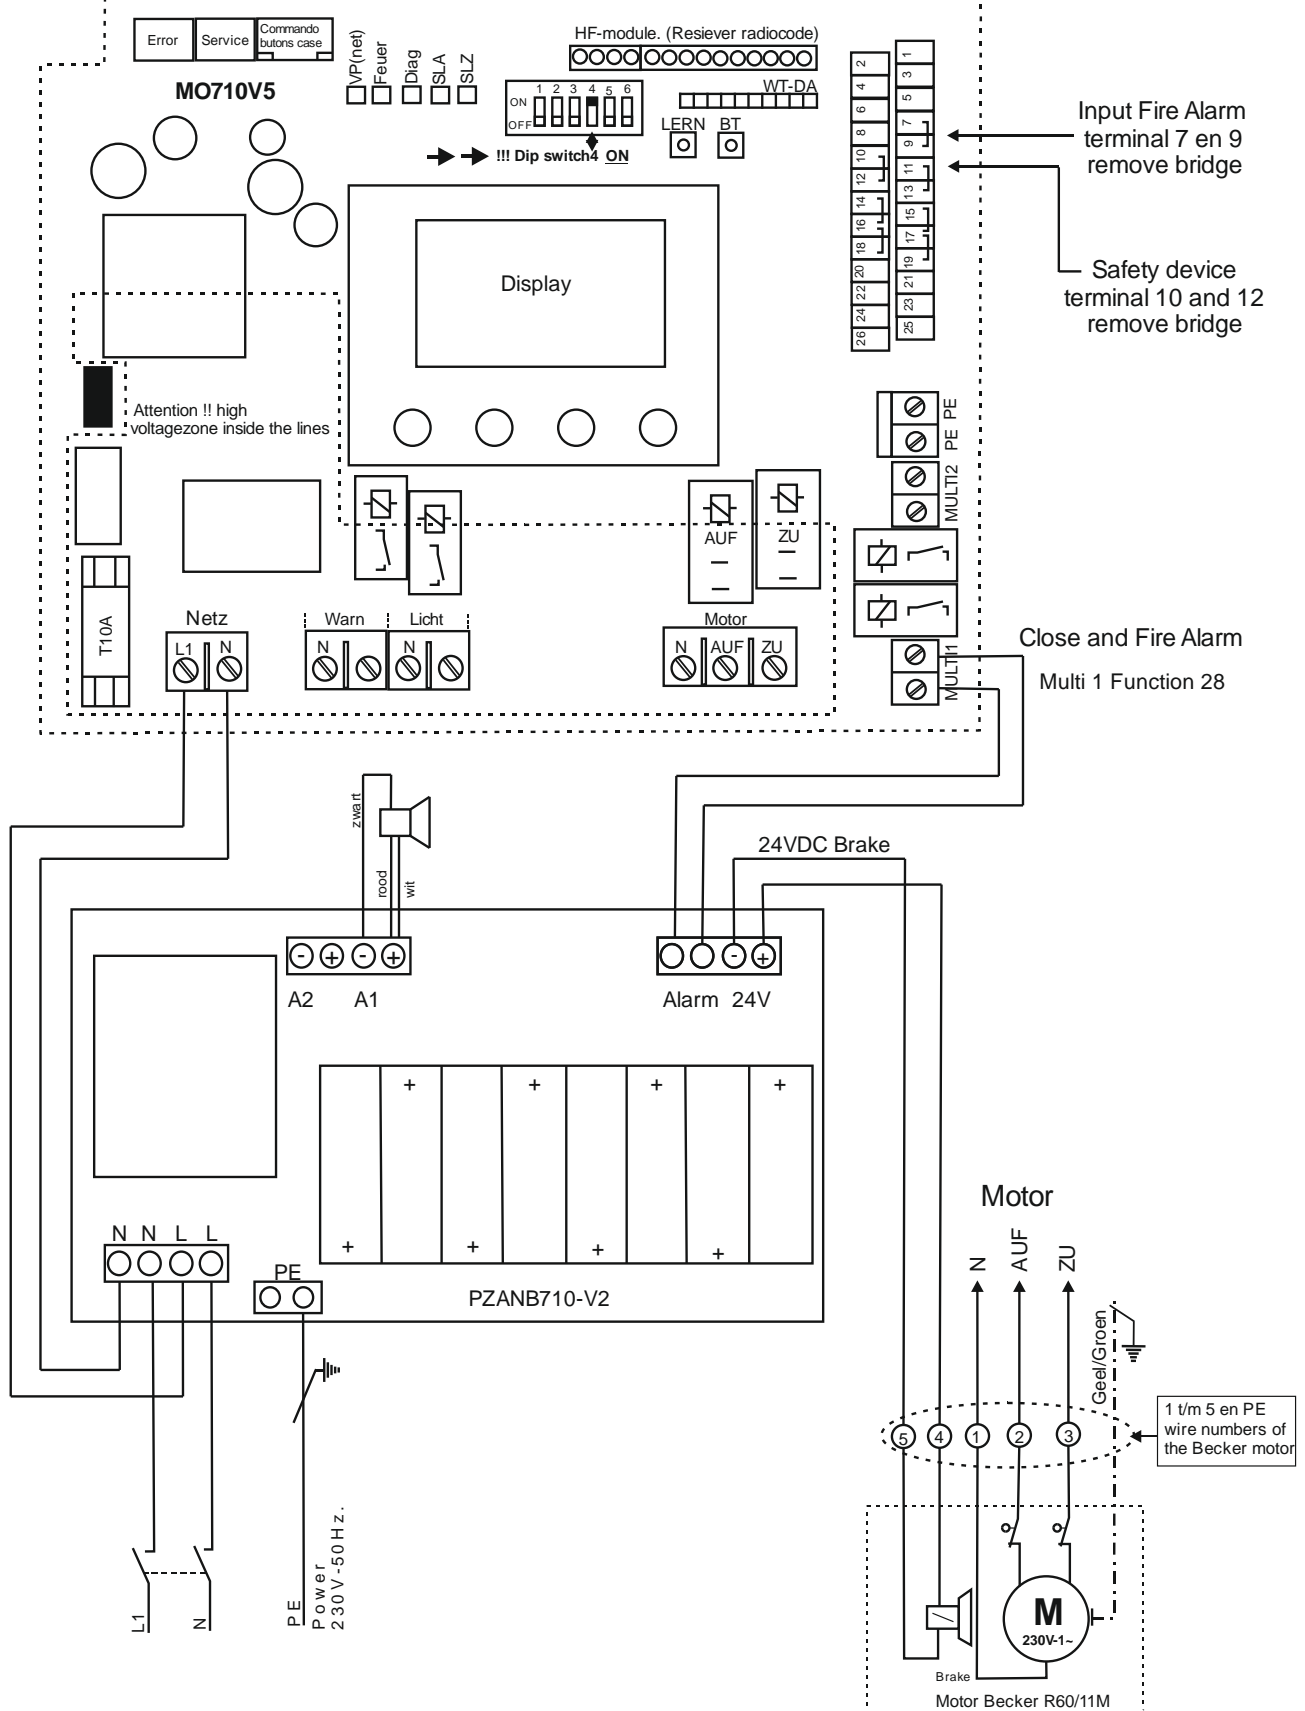 Error
Service
Commando
butons case
MO710V5
VP(net)
Feuer
Diag
SLA
SLZ
HF-module. (Resiever radiocode)
WT-DA
1 2 3 4 5 6
ON
OFF
LERN
BT
!!! Dip switch4 ON
2
4
6
8
10
12
14
16
18
20
22
24
26
1
3
5
7
9
11
13
15
17
19
21
23
25
Input Fire Alarm
terminal 7 en 9
remove bridge
Safety device
terminal 10 and 12
remove bridge
Display
Attention !! high
voltagezone inside the lines
PE
PE
MULTI2
AUF
ZU
T10A
Netz
L1 N
Warn
N
Licht
N
Motor
N AUF ZU
MULTI1
Close and Fire Alarm
Multi 1 Function 28
zwart
rood
wit
24VDC Brake
- + - +
A2 A1
- +
Alarm 24V
+ + + +
+ + + +
N N L L
PE
PZANB710-V2
Motor
N
AUF
ZU
Geel/Groen
1 t/m 5 en PE
wire numbers of
the Becker motor
5 4 1 2 3
L1
N
PE
Power
230V-50Hz.
M
230V-1~
Brake
Motor Becker R60/11M